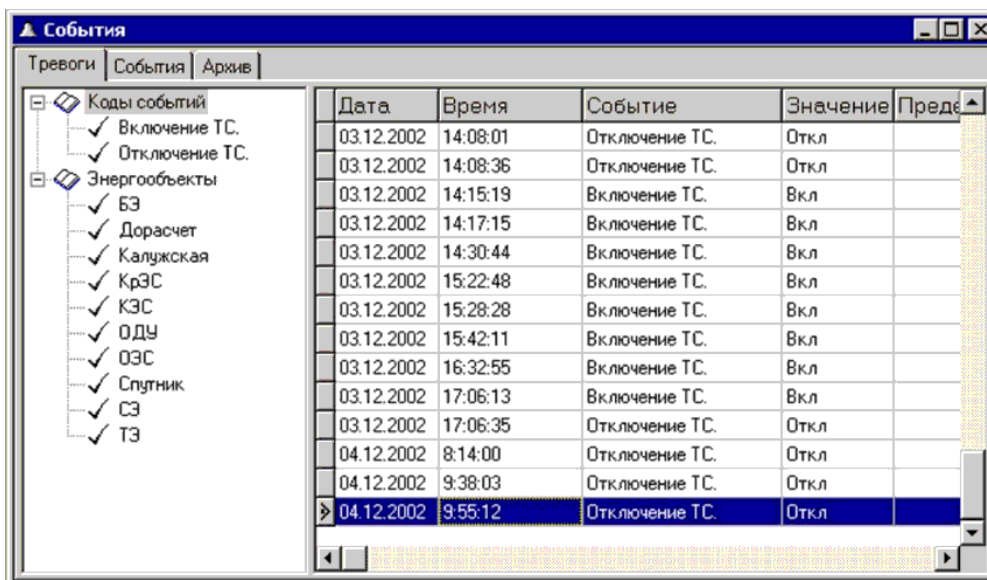 События
Тревоги События Архив
Коды событий
Включение ТС.
Отключение ТС.
Энергообъекты
БЭ
Дорасчет
Калужская
КрЭС
КЭС
ОДУ
ОЭС
Спутник
СЭ
ТЭ
Дата Время Событие Значение Преде
03.12.2002 14:08:01 Отключение ТС. Откл
03.12.2002 14:08:36 Отключение ТС. Откл
03.12.2002 14:15:19 Включение ТС. Вкл
03.12.2002 14:17:15 Включение ТС. Вкл
03.12.2002 14:30:44 Включение ТС. Вкл
03.12.2002 15:22:48 Включение ТС. Вкл
03.12.2002 15:28:28 Включение ТС. Вкл
03.12.2002 15:42:11 Включение ТС. Вкл
03.12.2002 16:32:55 Включение ТС. Вкл
03.12.2002 17:06:13 Включение ТС. Вкл
03.12.2002 17:06:35 Отключение ТС. Откл
04.12.2002 8:14:00 Отключение ТС. Откл
04.12.2002 9:38:03 Отключение ТС. Откл
04.12.2002 9:55:12 Отключение ТС. Откл